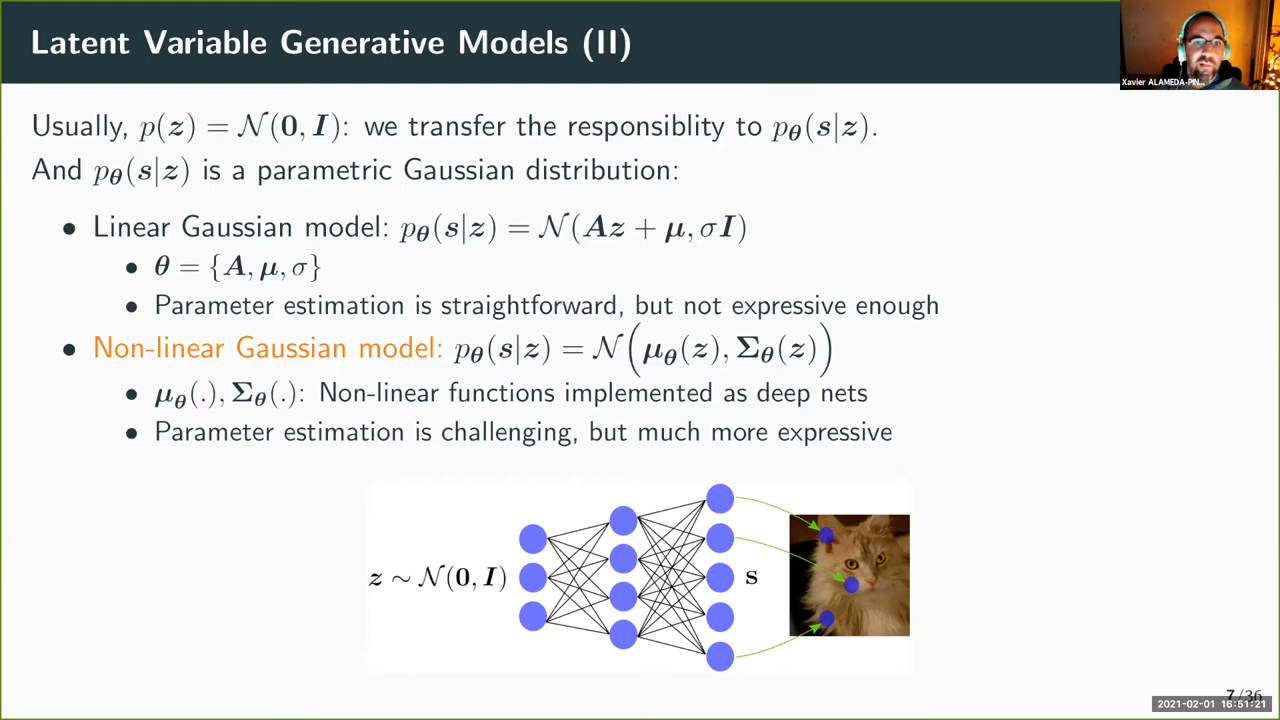 Latent Variable Generative Models (II)
Xavier ALAMEDA-PIN...
Usually, p(z) = 𝒩(0, I): we transfer the responsiblity to p_θ(s|z).
And p_θ(s|z) is a parametric Gaussian distribution:
• Linear Gaussian model: p_θ(s|z) = 𝒩(Az + μ, σI)
• θ = {A, μ, σ}
• Parameter estimation is straightforward, but not expressive enough
• Non-linear Gaussian model: p_θ(s|z) = 𝒩(μ_θ(z), Σ_θ(z))
• μ_θ(.), Σ_θ(.): Non-linear functions implemented as deep nets
• Parameter estimation is challenging, but much more expressive
z ∼ 𝒩(0, I)
s
7/36
2021-02-01 16:51:21